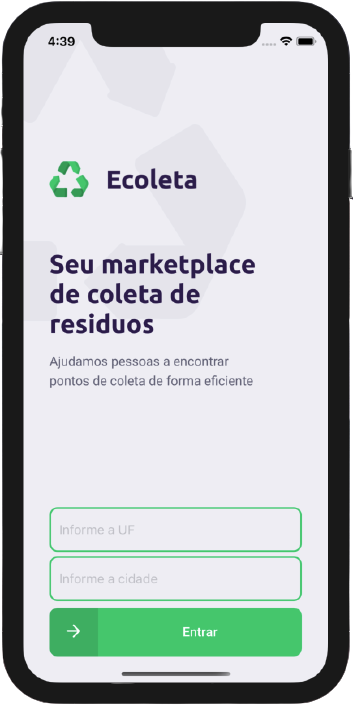 4:39
Ecoleta
Seu marketplace
de coleta de
residuos
Ajudamos pessoas a encontrar
pontos de coleta de forma eficiente
Informe a UF
Informe a cidade
Entrar